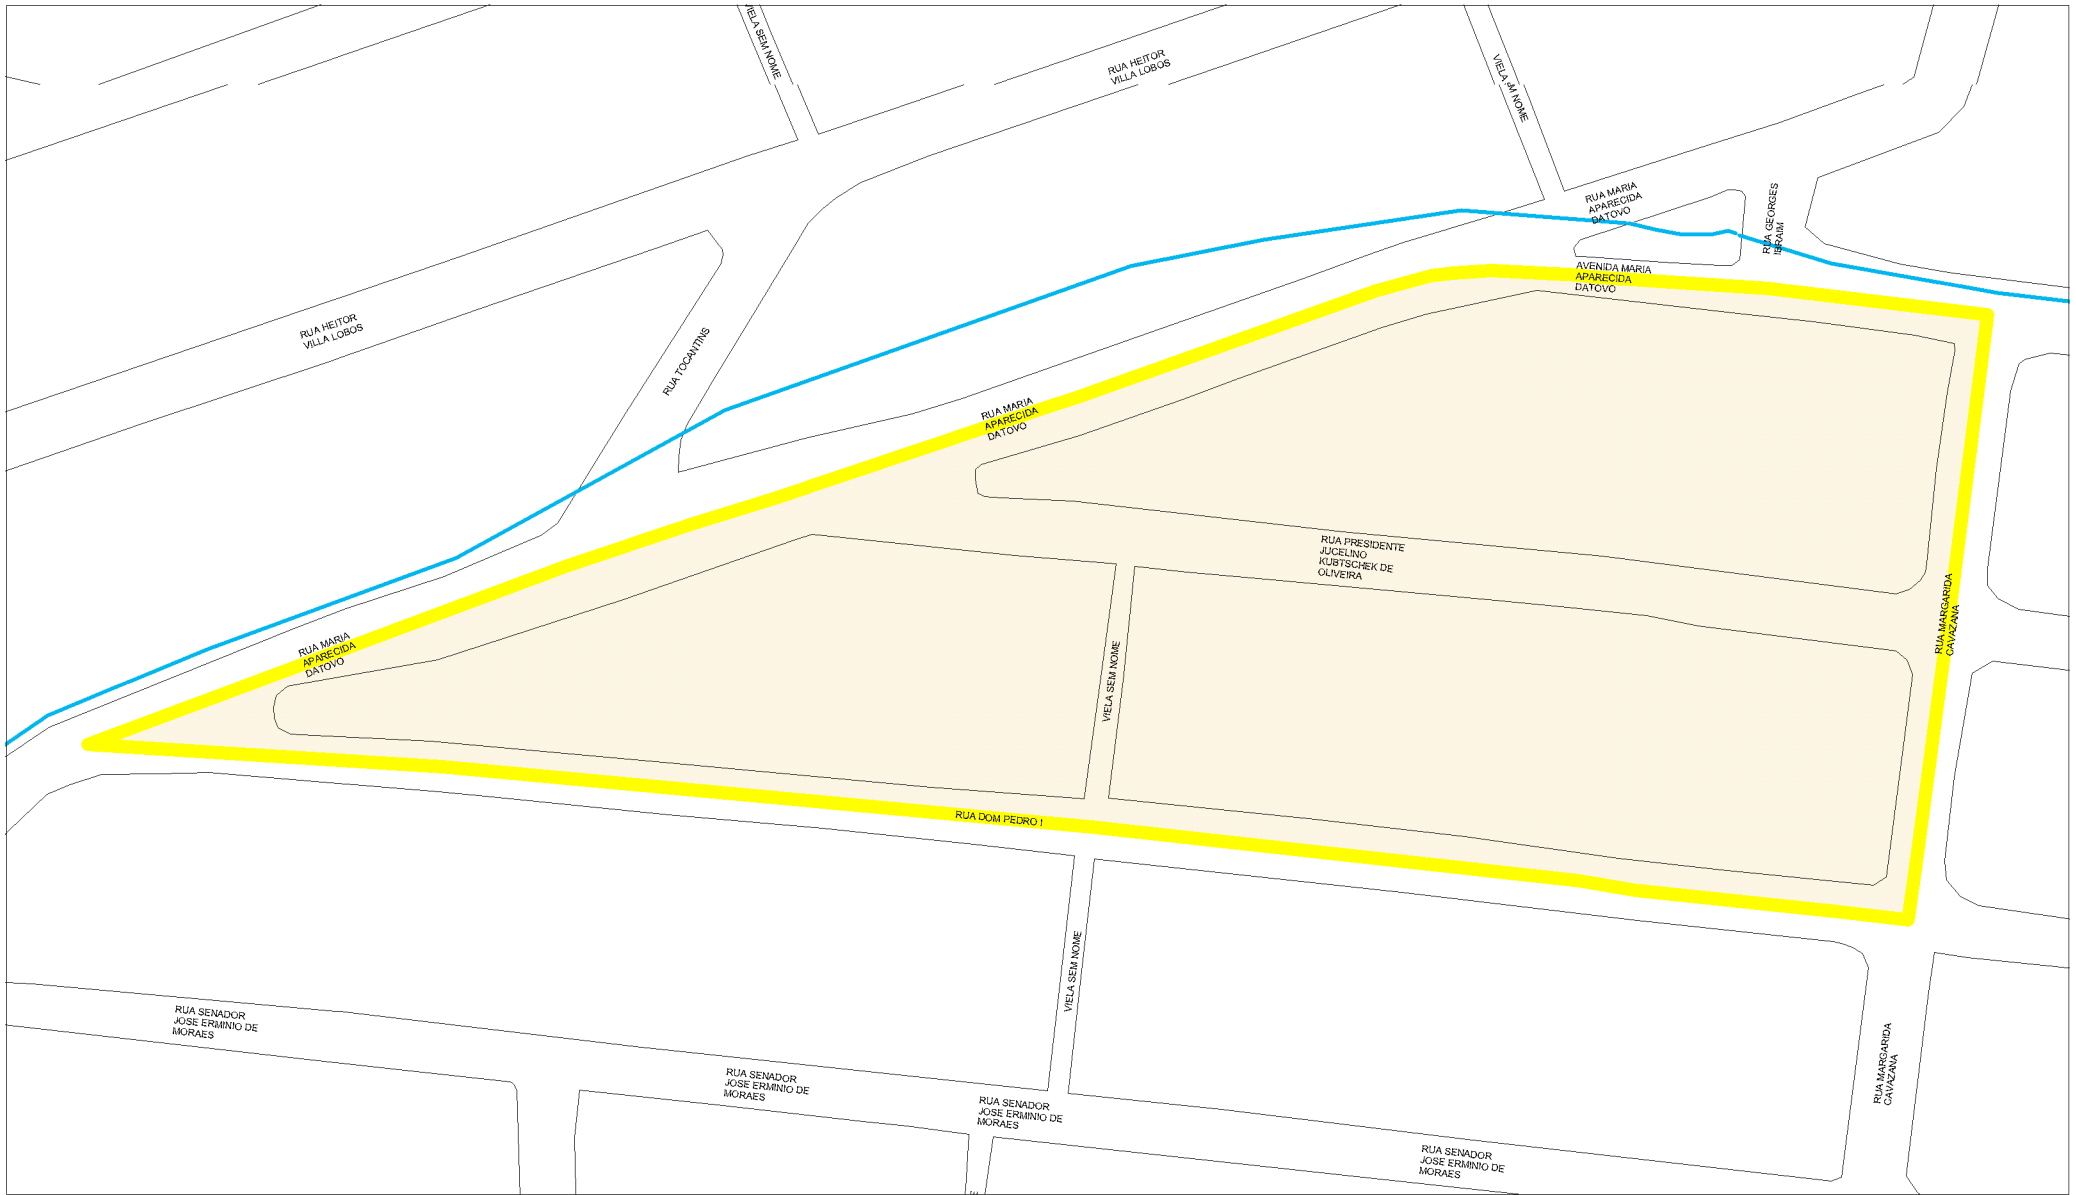 VIELA SEM NOME
RUA HEITOR
VILLA LOBOS
VIELA SEM NOME
RUA MARIA
APARECIDA
DATOVO
RUA GEORGES
IBRAIM
AVENIDA MARIA
APARECIDA
DATOVO
RUA HEITOR
VILLA LOBOS
RUA TOCANTINS
RUA MARIA
APARECIDA
DATOVO
RUA PRESIDENTE
JUCELINO
KUBTSCHEK DE
OLIVEIRA
RUA MARGARIDA
CAVAZANA
RUA MARIA
APARECIDA
DATOVO
VIELA SEM NOME
RUA DOM PEDRO I
VIELA SEM NOME
RUA SENADOR
JOSE ERMINIO DE
MORAES
RUA MARGARIDA
CAVAZANA
RUA SENADOR
JOSE ERMINIO DE
MORAES
RUA SENADOR
JOSE ERMINIO DE
MORAES
RUA SENADOR
JOSE ERMINIO DE
MORAES